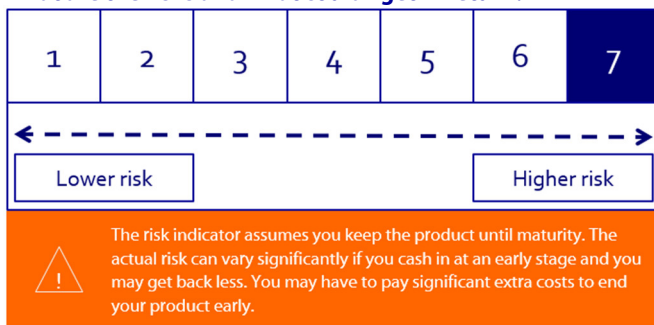 1 2 3 4 5 6 7
Lower risk Higher risk
The risk indicator assumes you keep the product until maturity. The
actual risk can vary significantly if you cash in at an early stage and you
may get back less. You may have to pay significant extra costs to end
your product early.
!